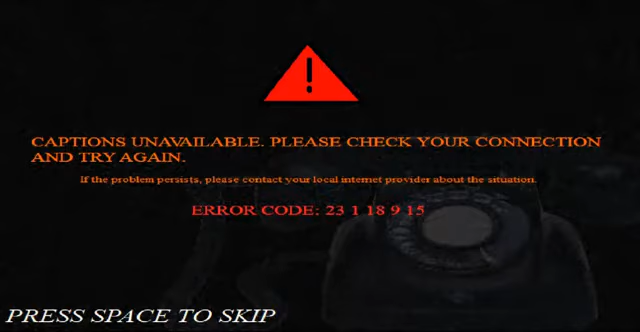 CAPTIONS UNAVAILABLE. PLEASE CHECK YOUR CONNECTION
AND TRY AGAIN.
If the problem persists, please contact your local internet provider about the situation.
ERROR CODE: 23 1 18 9 15
PRESS SPACE TO SKIP